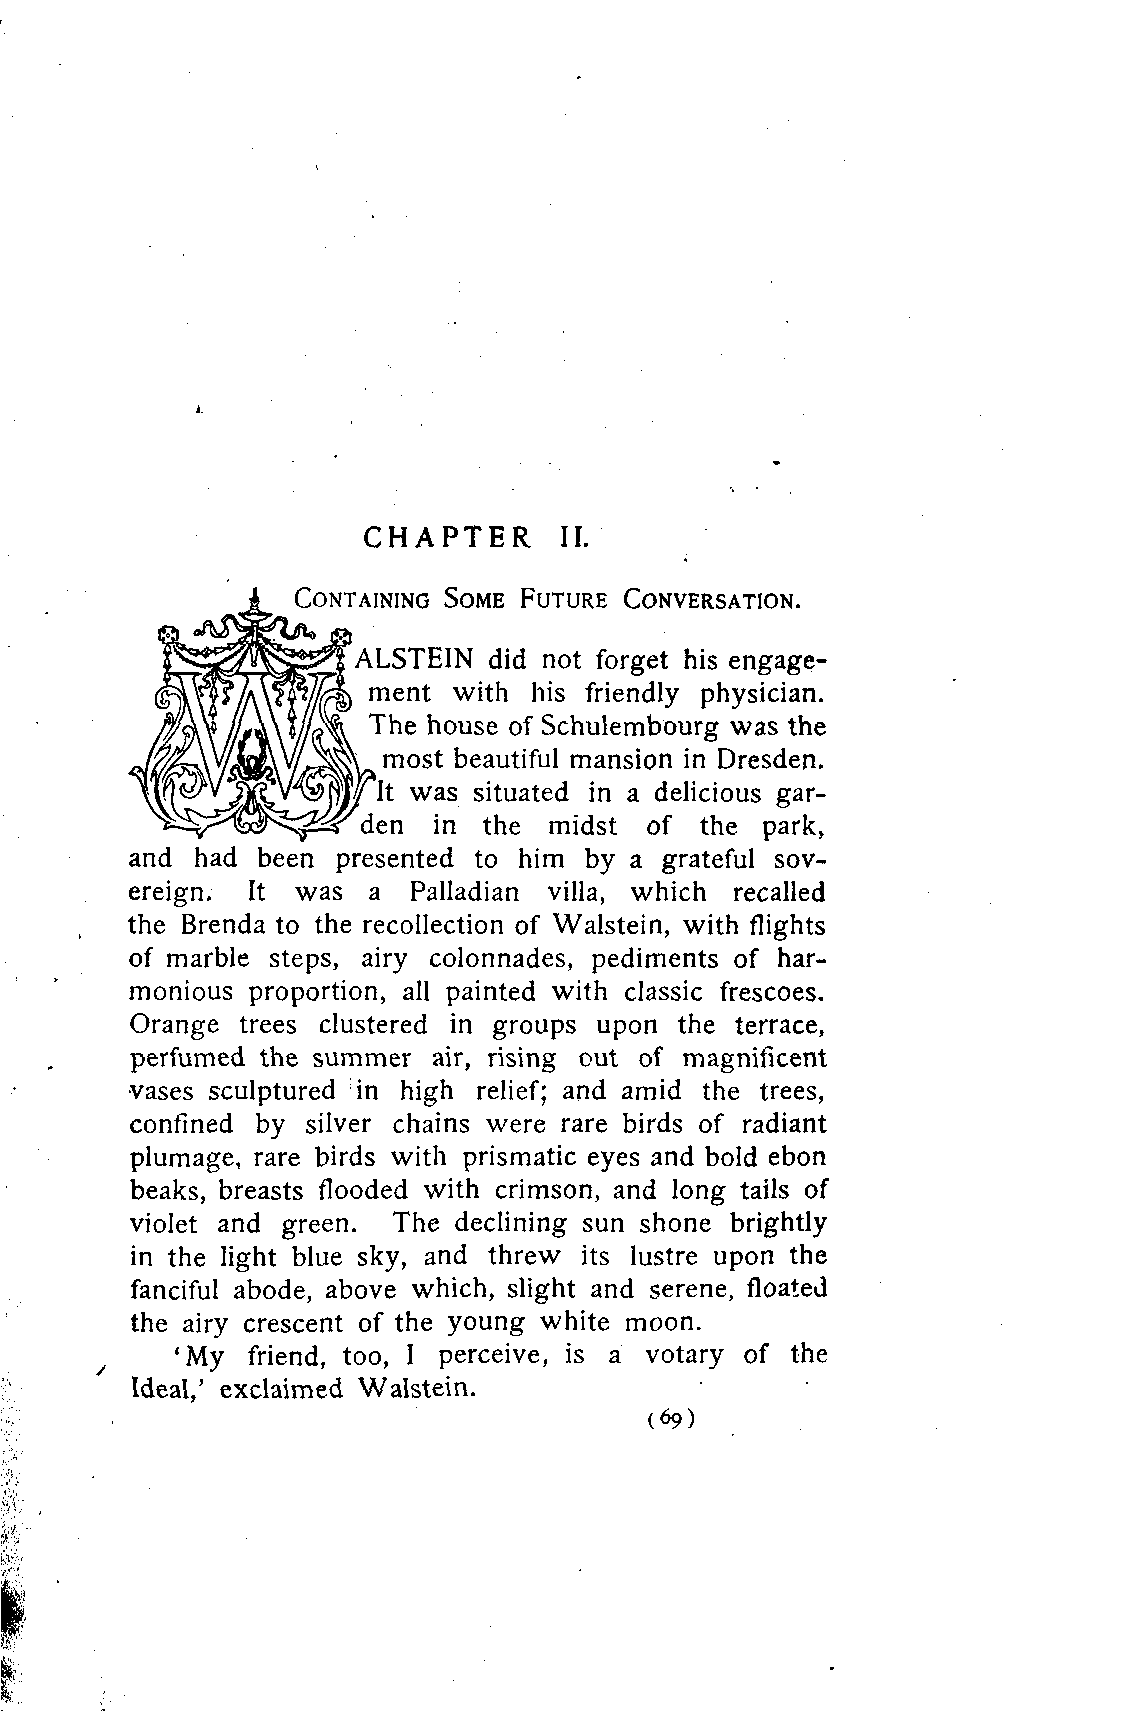 CHAPTER II.
CONTAINING SOME FUTURE CONVERSATION.
WALSTEIN did not forget his engage-
ment with his friendly physician.
The house of Schulembourg was the
most beautiful mansion in Dresden.
It was situated in a delicious gar-
den in the midst of the park,
and had been presented to him by a grateful sov-
ereign. It was a Palladian villa, which recalled
the Brenda to the recollection of Walstein, with flights
of marble steps, airy colonnades, pediments of har-
monious proportion, all painted with classic frescoes.
Orange trees clustered in groups upon the terrace,
perfumed the summer air, rising out of magnificent
vases sculptured in high relief; and amid the trees,
confined by silver chains were rare birds of radiant
plumage, rare birds with prismatic eyes and bold ebon
beaks, breasts flooded with crimson, and long tails of
violet and green. The declining sun shone brightly
in the light blue sky, and threw its lustre upon the
fanciful abode, above which, slight and serene, floated
the airy crescent of the young white moon.
‘My friend, too, I perceive, is a votary of the
Ideal,’ exclaimed Walstein.
(69)